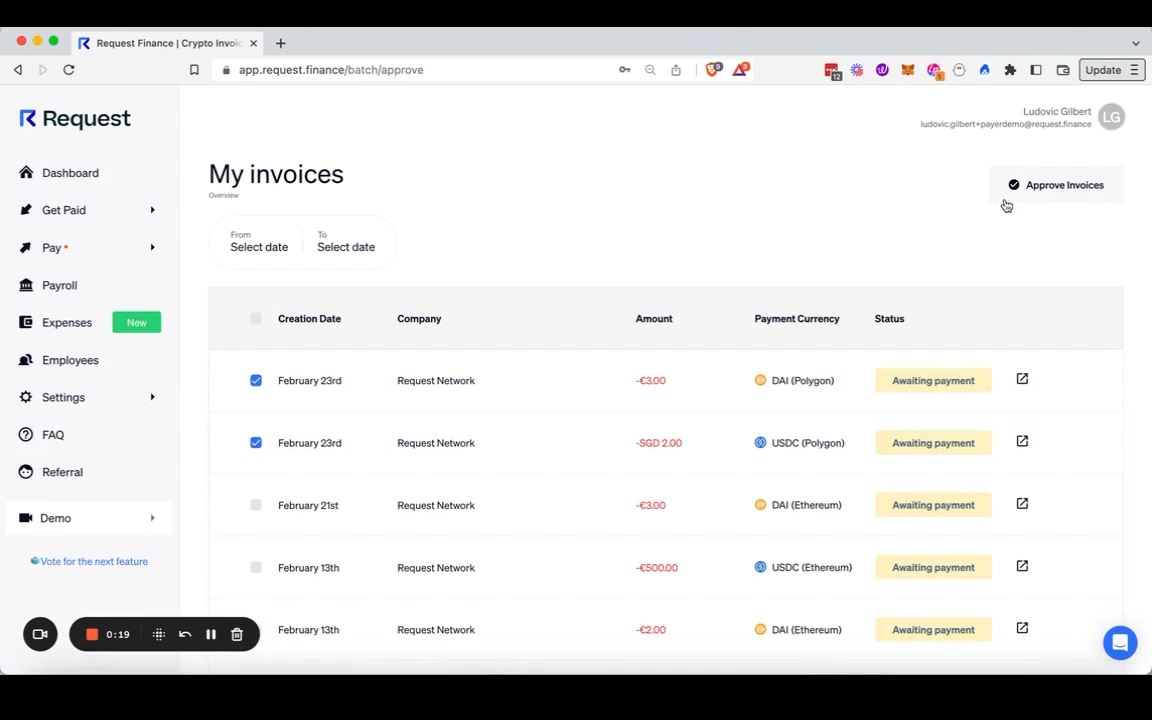 Request Finance | Crypto Invoic
app.request.finance/batch/approve
9
9
12
1
Update
Request
Ludovic Gilbert
ludovic.gilbert+payerdemo@request.finance
LG
Dashboard
Get Paid
Pay
Payroll
Expenses New
Employees
Settings
FAQ
Referral
Demo
Vote for the next feature
0:19
My invoices
Overview
Approve Invoices
From To
Select date Select date
Creation Date Company Amount Payment Currency Status
February 23rd Request Network -€3.00 DAI (Polygon) Awaiting payment
February 23rd Request Network -SGD 2.00 USDC (Polygon) Awaiting payment
February 21st Request Network -€3.00 DAI (Ethereum) Awaiting payment
February 13th Request Network -€500.00 USDC (Ethereum) Awaiting payment
February 13th Request Network -€2.00 DAI (Ethereum) Awaiting payment